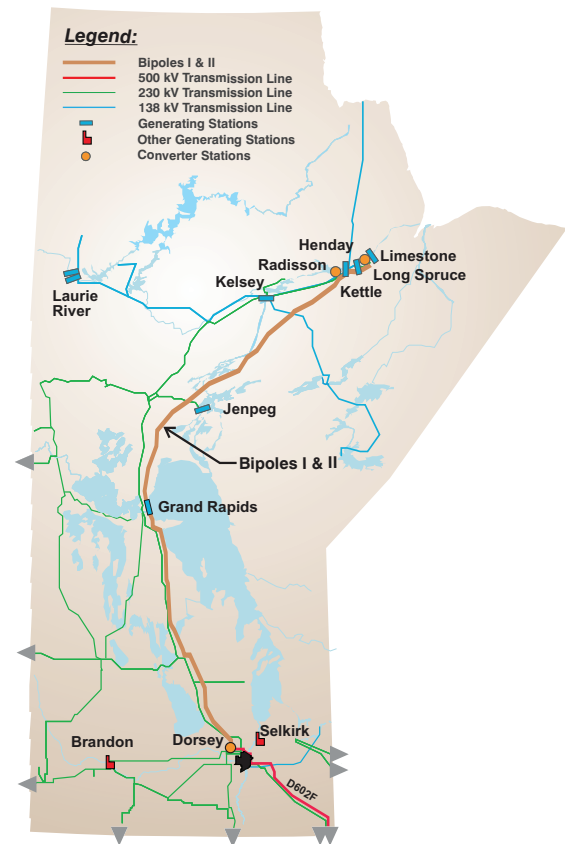 Legend:
Bipoles I & II
500 kV Transmission Line
230 kV Transmission Line
138 kV Transmission Line
Generating Stations
Other Generating Stations
Converter Stations
Henday
Limestone
Radisson
Long Spruce
Kelsey
Kettle
Laurie
River
Jenpeg
Bipoles I & II
Grand Rapids
Selkirk
Dorsey
Brandon
D602F